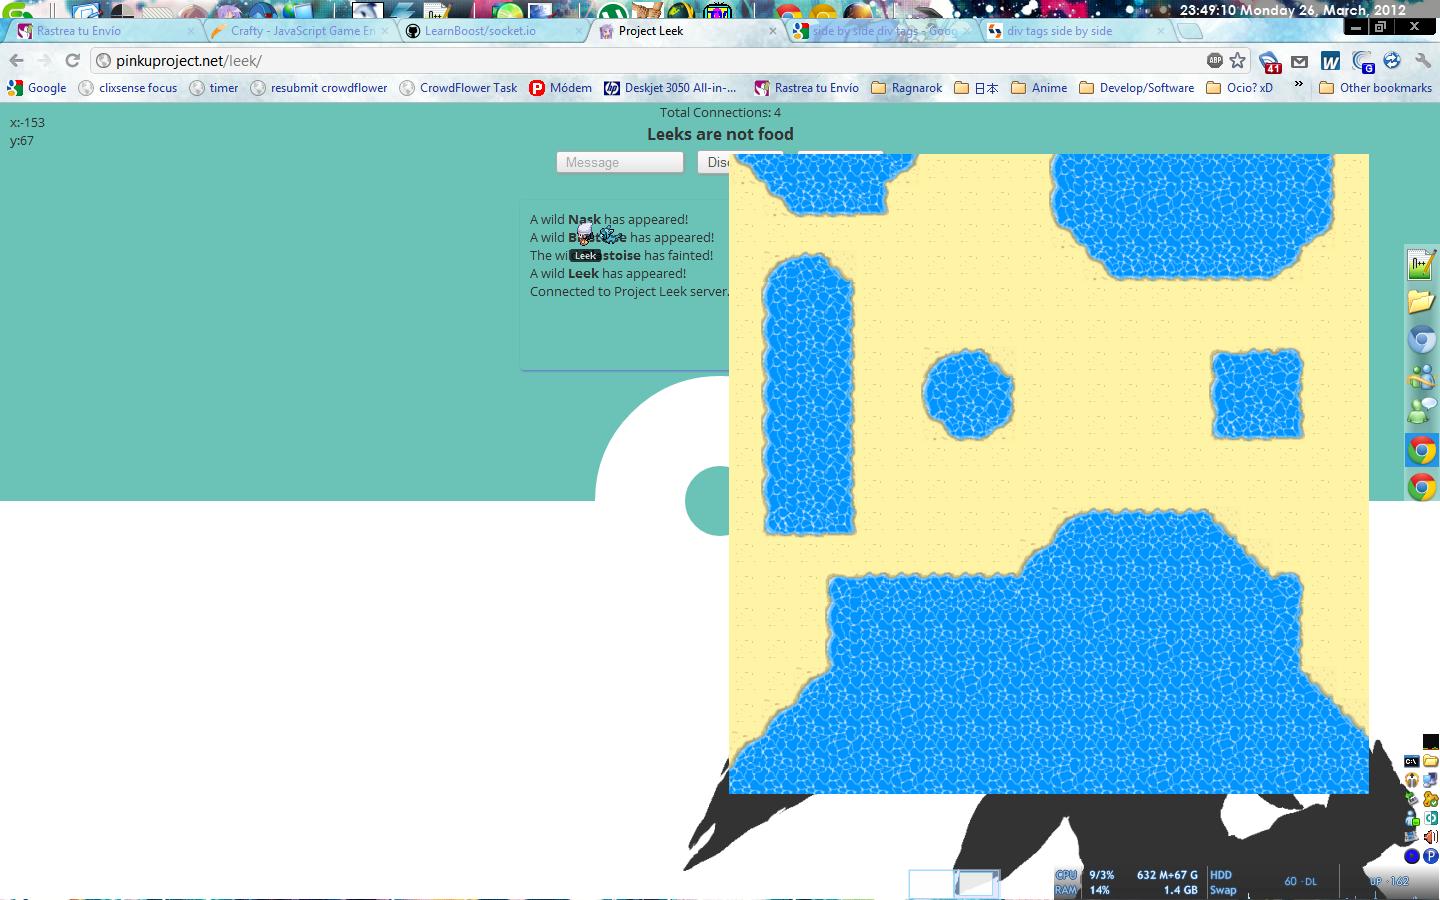 23:49:10 Monday 26, March, 2012
Rastrea tu Envío
Crafty - JavaScript Game En
LearnBoost/socket.io
Project Leek
side by side div tags - Goog
div tags side by side
pinkuproject.net/leek/
ABP
41
W
G
Google
clixsense focus
timer
resubmit crowdflower
CrowdFlower Task
Módem
Deskjet 3050 All-in-...
Rastrea tu Envío
Ragnarok
日本
Anime
Develop/Software
Ocio? xD
»
Other bookmarks
x:-153
y:67
Total Connections: 4
Leeks are not food
Message
Disc
A wild Nask has appeared!
A wild B e has appeared!
The wil stoise has fainted!
Leek
A wild Leek has appeared!
Connected to Project Leek server.
CPU 9/3% 632 M+67 G HDD
RAM 14% 1.4 GB Swap
60 · DL
UP · 162